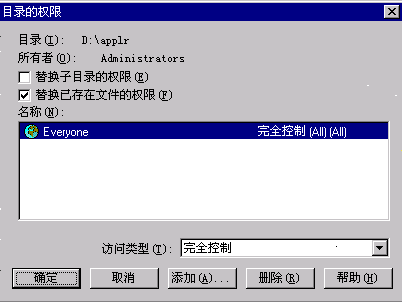 目录的权限
目录(I): D:\applr
所有者(O): Administrators
替换子目录的权限(E)
替换已存在文件的权限(F)
名称(N):
Everyone 完全控制 (All) (All)
访问类型(T): 完全控制
确定 取消 添加(A)... 删除(R) 帮助(H)